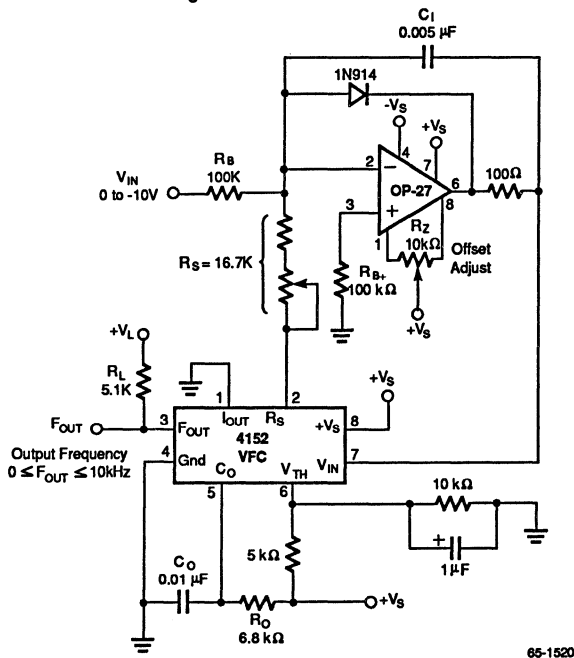 C I
0.005 µF
1N914
-VS
+VS
4
7
RB
100K
VIN
0 to -10V
2
−
OP-27
6
100Ω
3
+
8
1
RZ
10kΩ
Offset
Adjust
RS = 16.7K
RB+
100 kΩ
+VS
+VL
RL
5.1K
+VS
1
2
FOUT
3
FOUT
IOUT
RS
+VS
8
4152
VFC
Output Frequency
0 ≤ FOUT ≤ 10kHz
4
Gnd
CO
VTH
VIN
7
5
6
10 kΩ
+
1µF
5 kΩ
CO
0.01 µF
+VS
RO
6.8 kΩ
65-1520